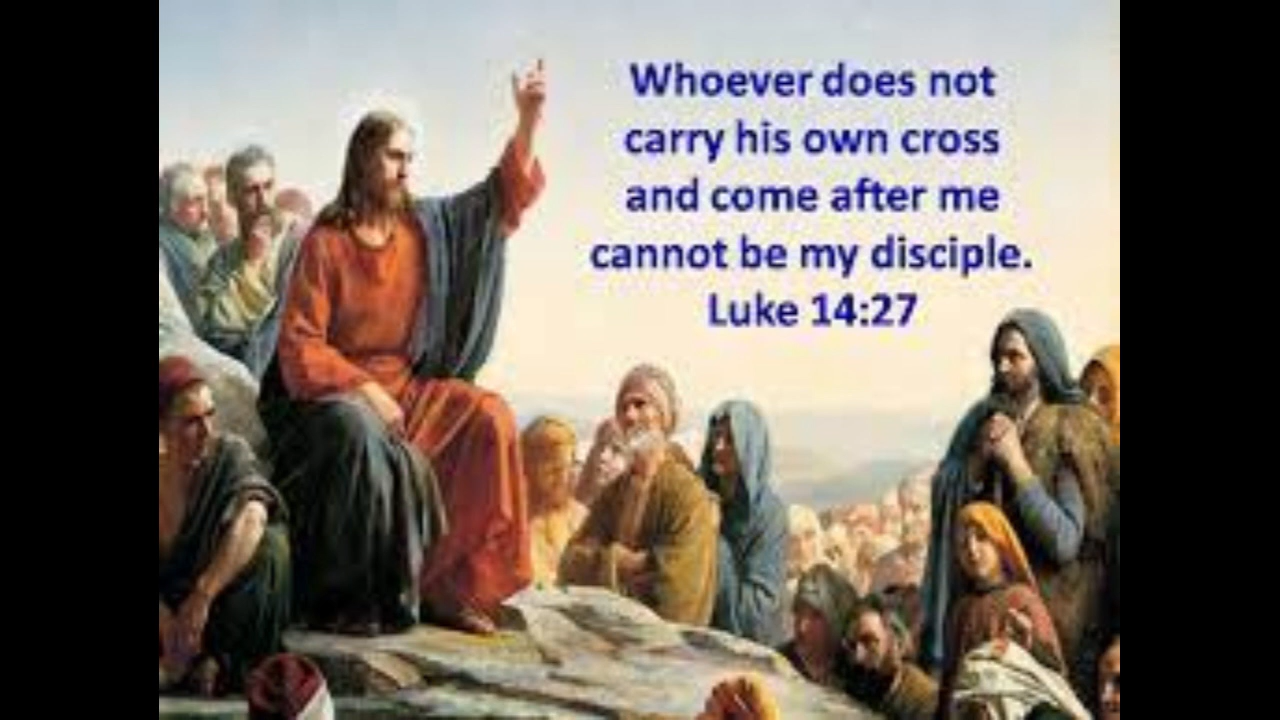 Whoever does not
carry his own cross
and come after me
cannot be my disciple.
Luke 14:27